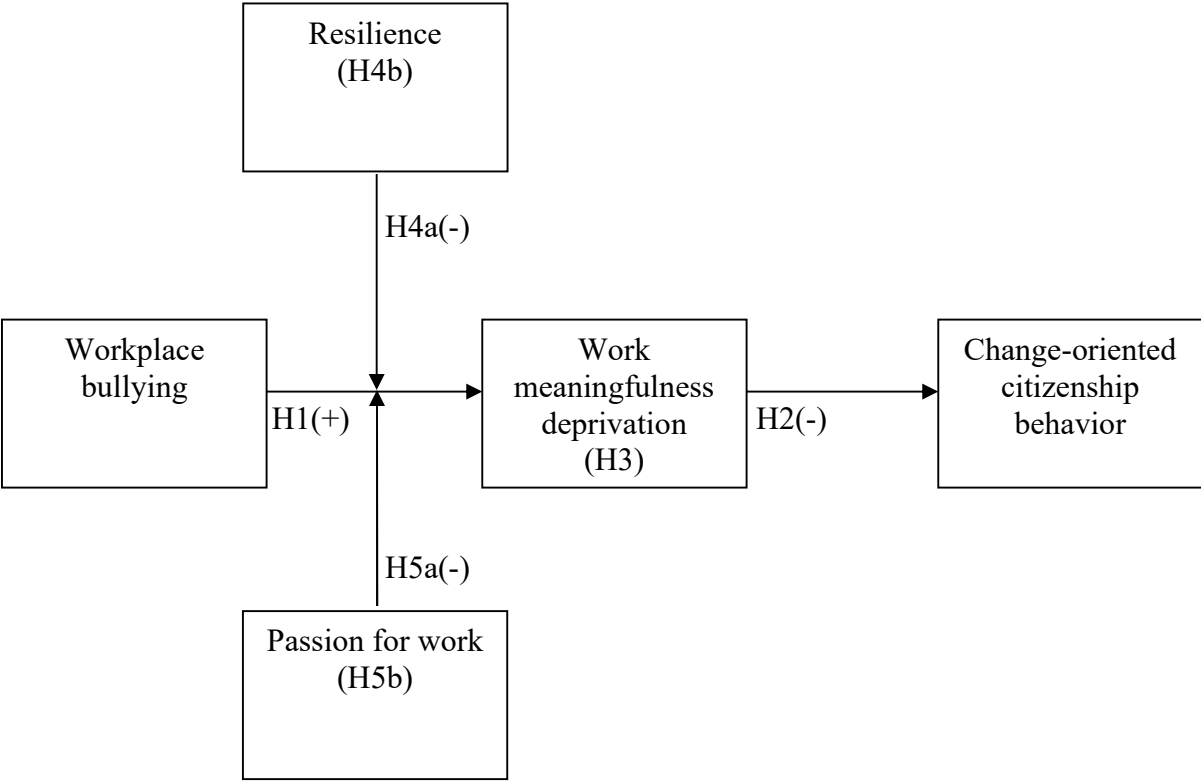 Resilience
(H4b)
H4a(-)
Workplace
bullying
H1(+)
Work
meaningfulness
deprivation
(H3)
H2(-)
Change-oriented
citizenship
behavior
H5a(-)
Passion for work
(H5b)